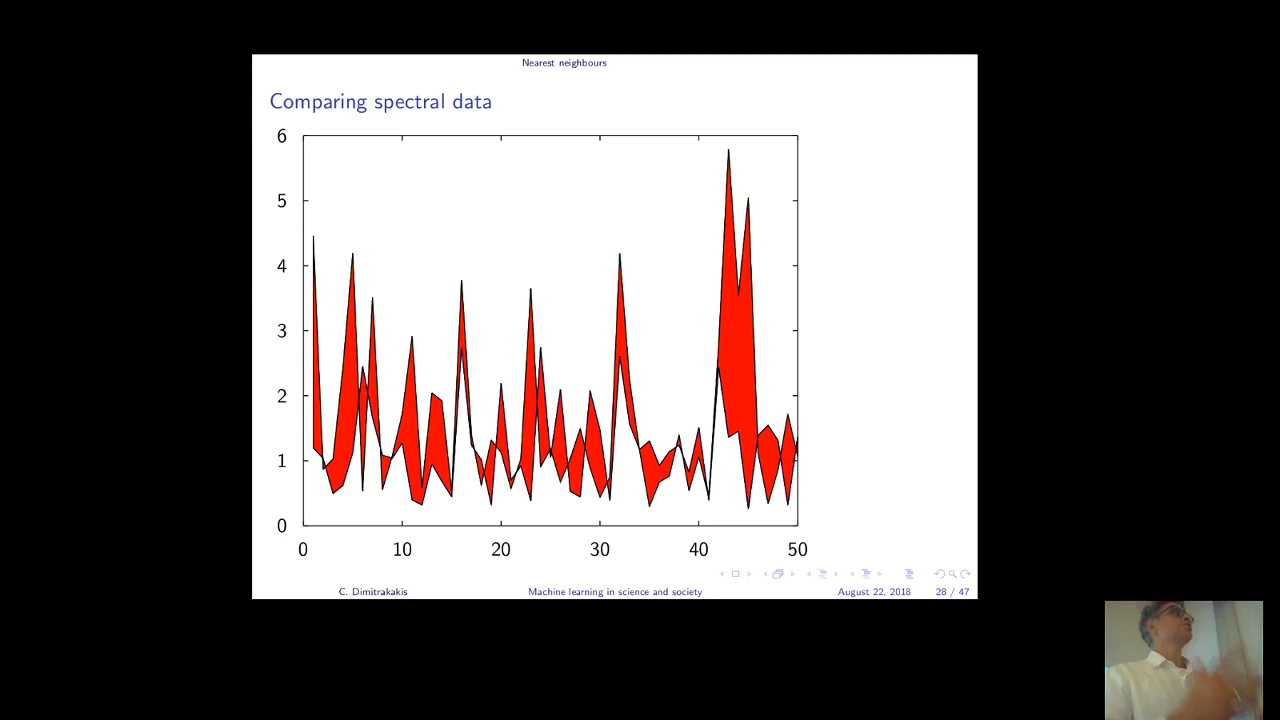 Nearest neighbours
Comparing spectral data
6
5
4
3
2
1
0
0 10 20 30 40 50
C. Dimitrakakis Machine learning in science and society August 22, 2018 28 / 47